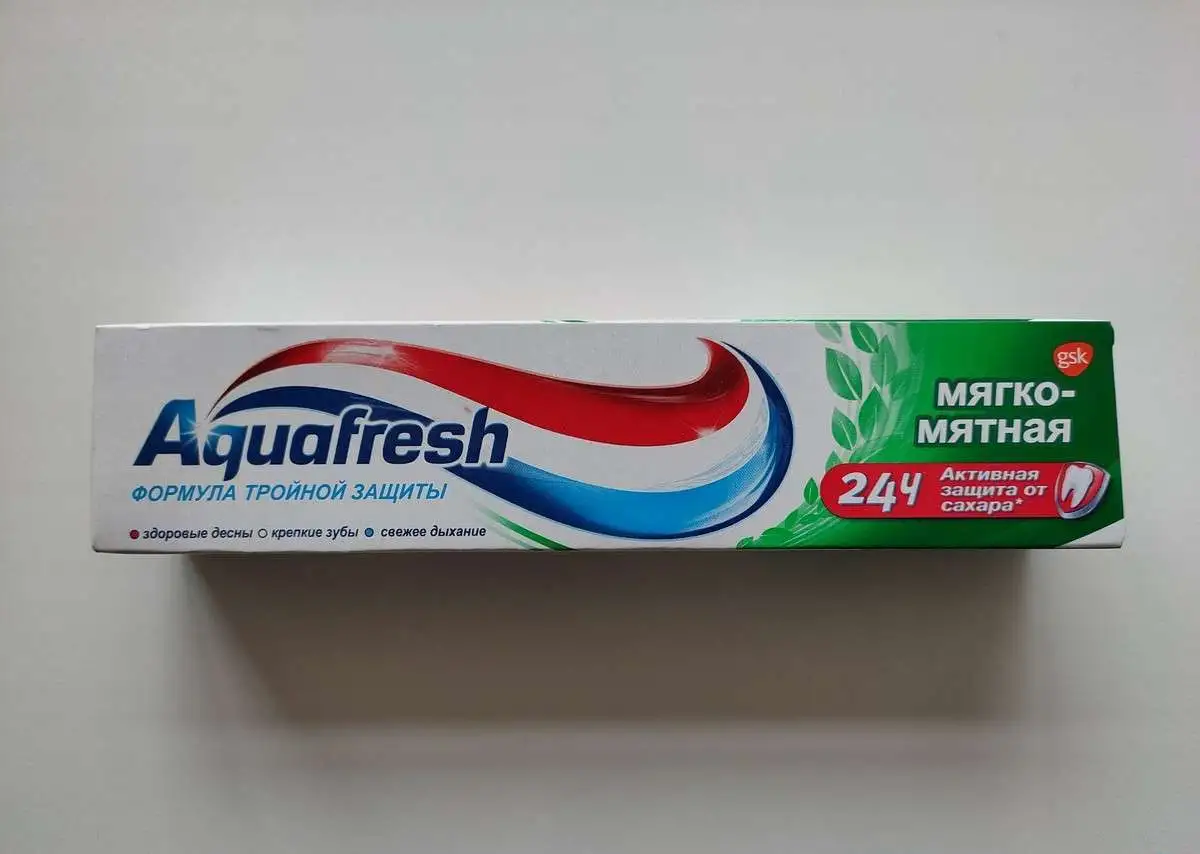 Aquafresh
ФОРМУЛА ТРОЙНОЙ ЗАЩИТЫ
здоровые десны крепкие зубы свежее дыхание
gsk
МЯГКО-
МЯТНАЯ
24Ч
Активная
защита от
сахара*